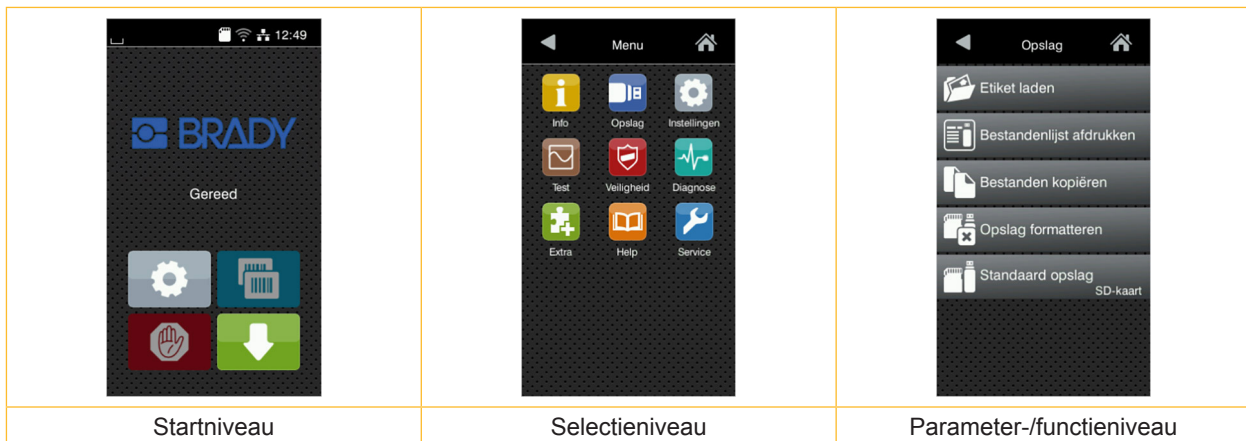 12:49
BRADY
Gereed
Startniveau
Menu
Info Opslag Instellingen
Test Veiligheid Diagnose
Extra Help Service
Selectieniveau
Opslag
Etiket laden
Bestandenlijst afdrukken
Bestanden kopiëren
Opslag formatteren
Standaard opslag
SD-kaart
Parameter-/functieniveau